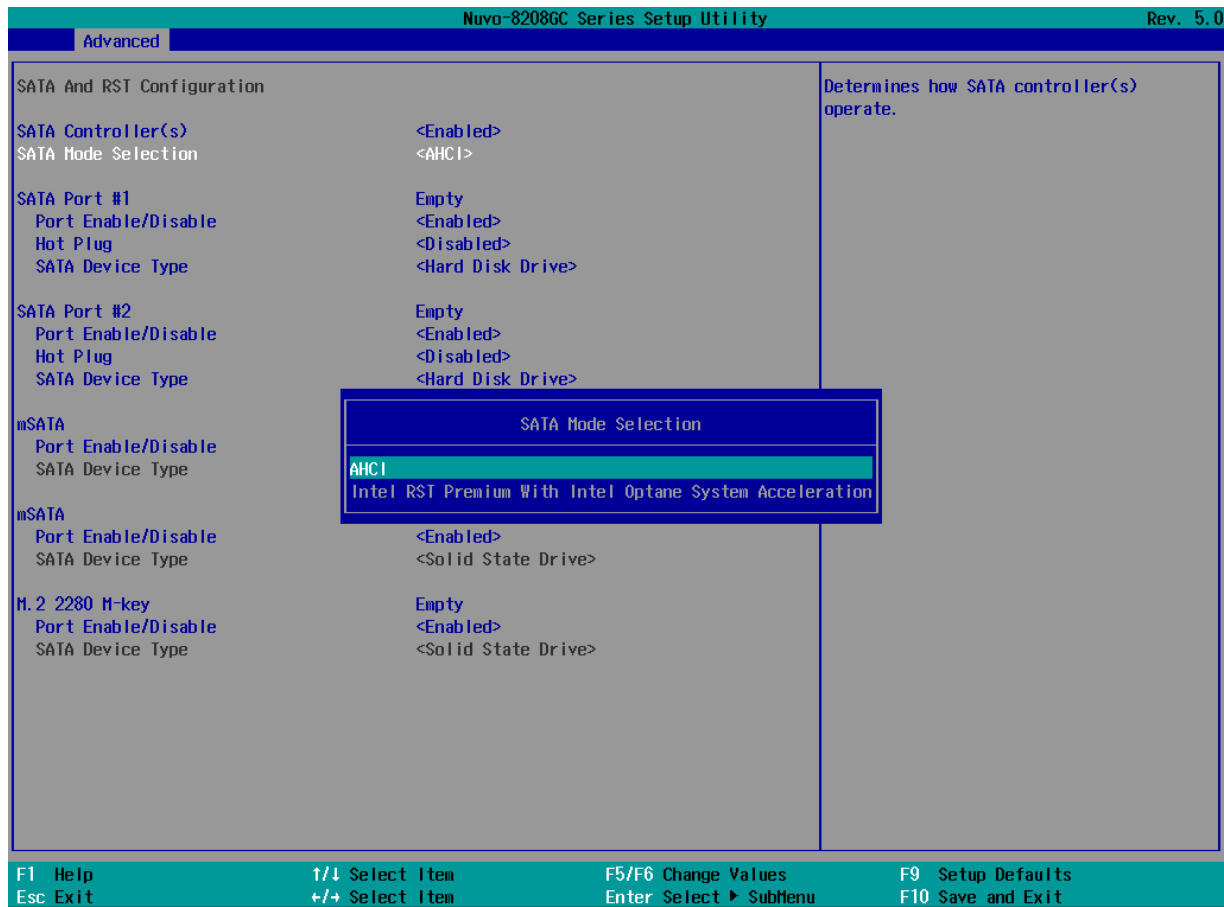 Nuvo-8208GC Series Setup Utility Rev. 5.0
Advanced
SATA And RST Configuration
Determines how SATA controller(s)
operate.
SATA Controller(s) <Enabled>
SATA Mode Selection <AHCI>
SATA Port #1 Empty
Port Enable/Disable <Enabled>
Hot Plug <Disabled>
SATA Device Type <Hard Disk Drive>
SATA Port #2 Empty
Port Enable/Disable <Enabled>
Hot Plug <Disabled>
SATA Device Type <Hard Disk Drive>
mSATA
Port Enable/Disable
SATA Device Type
SATA Mode Selection
AHCI
Intel RST Premium With Intel Optane System Acceleration
mSATA
Port Enable/Disable <Enabled>
SATA Device Type <Solid State Drive>
M.2 2280 M-key Empty
Port Enable/Disable <Enabled>
SATA Device Type <Solid State Drive>
F1 Help ↑/↓ Select Item F5/F6 Change Values F9 Setup Defaults
Esc Exit ←/→ Select Item Enter Select ▶ SubMenu F10 Save and Exit